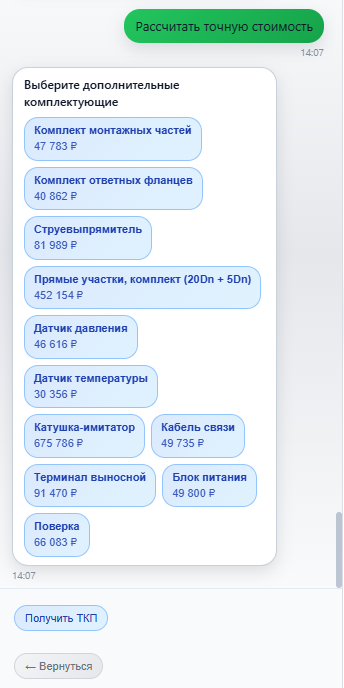 Рассчитать точную стоимость
14:07
Выберите дополнительные
комплектующие
Комплект монтажных частей
47 783 ₽
Комплект ответных фланцев
40 862 ₽
Струевыпрямитель
81 989 ₽
Прямые участки, комплект (20Dn + 5Dn)
452 154 ₽
Датчик давления
46 616 ₽
Датчик температуры
30 356 ₽
Катушка-имитатор
675 786 ₽
Кабель связи
49 735 ₽
Терминал выносной
91 470 ₽
Блок питания
49 800 ₽
Поверка
66 083 ₽
14:07
Получить ТКП
← Вернуться